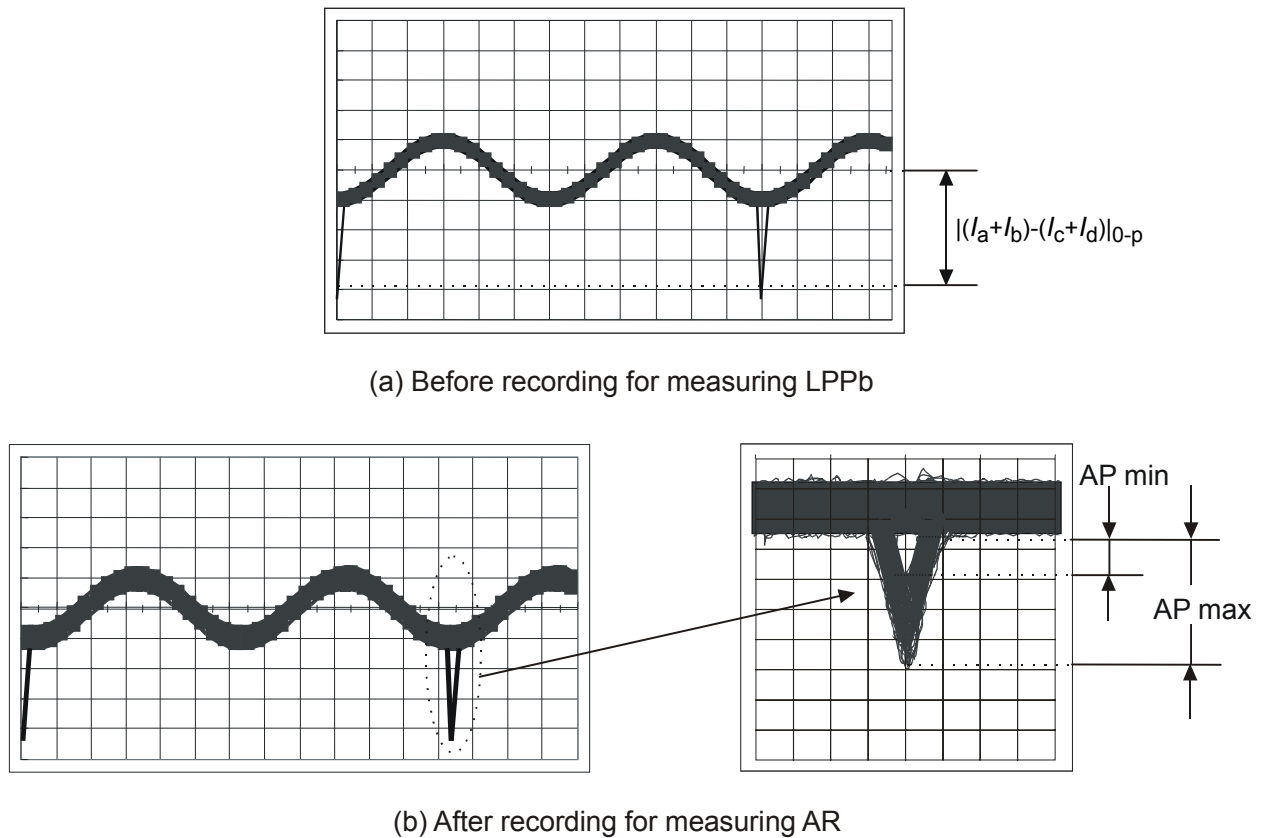 |(Ia+Ib)-(Ic+Id)|0-p
(a) Before recording for measuring LPPb
AP min
AP max
(b) After recording for measuring AR